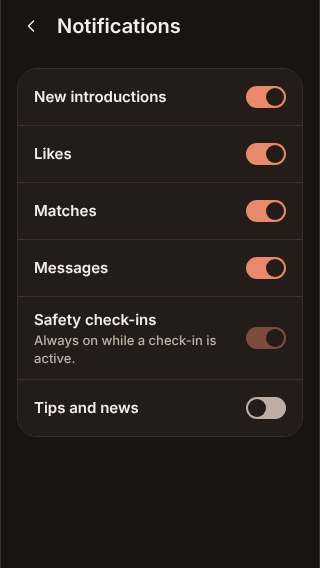 Notifications
New introductions
Likes
Matches
Messages
Safety check-ins
Always on while a check-in is
active.
Tips and news